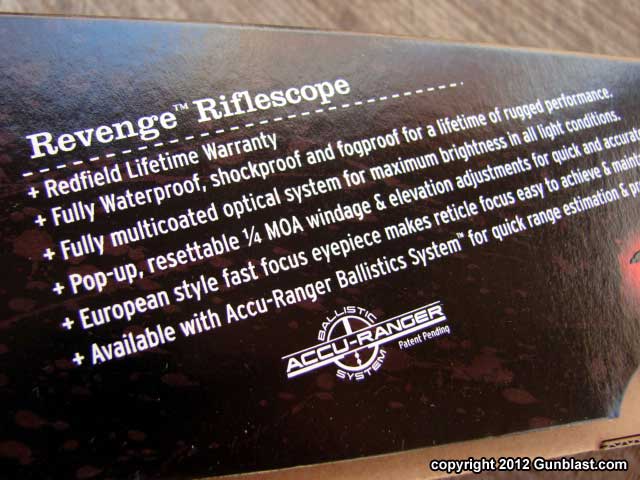 Revenge™ Riflescope
+ Redfield Lifetime Warranty
+ Fully Waterproof, shockproof and fogproof for a lifetime of rugged performance.
+ Fully multicoated optical system for maximum brightness in all light conditions.
+ Pop-up, resettable ¼ MOA windage & elevation adjustments for quick and accura
+ European style fast focus eyepiece makes reticle focus easy to achieve & main
+ Available with Accu-Ranger Ballistics System™ for quick range estimation &
BALLISTIC
ACCU-RANGER
SYSTEM
Patent Pending
copyright 2012 Gunblast.com